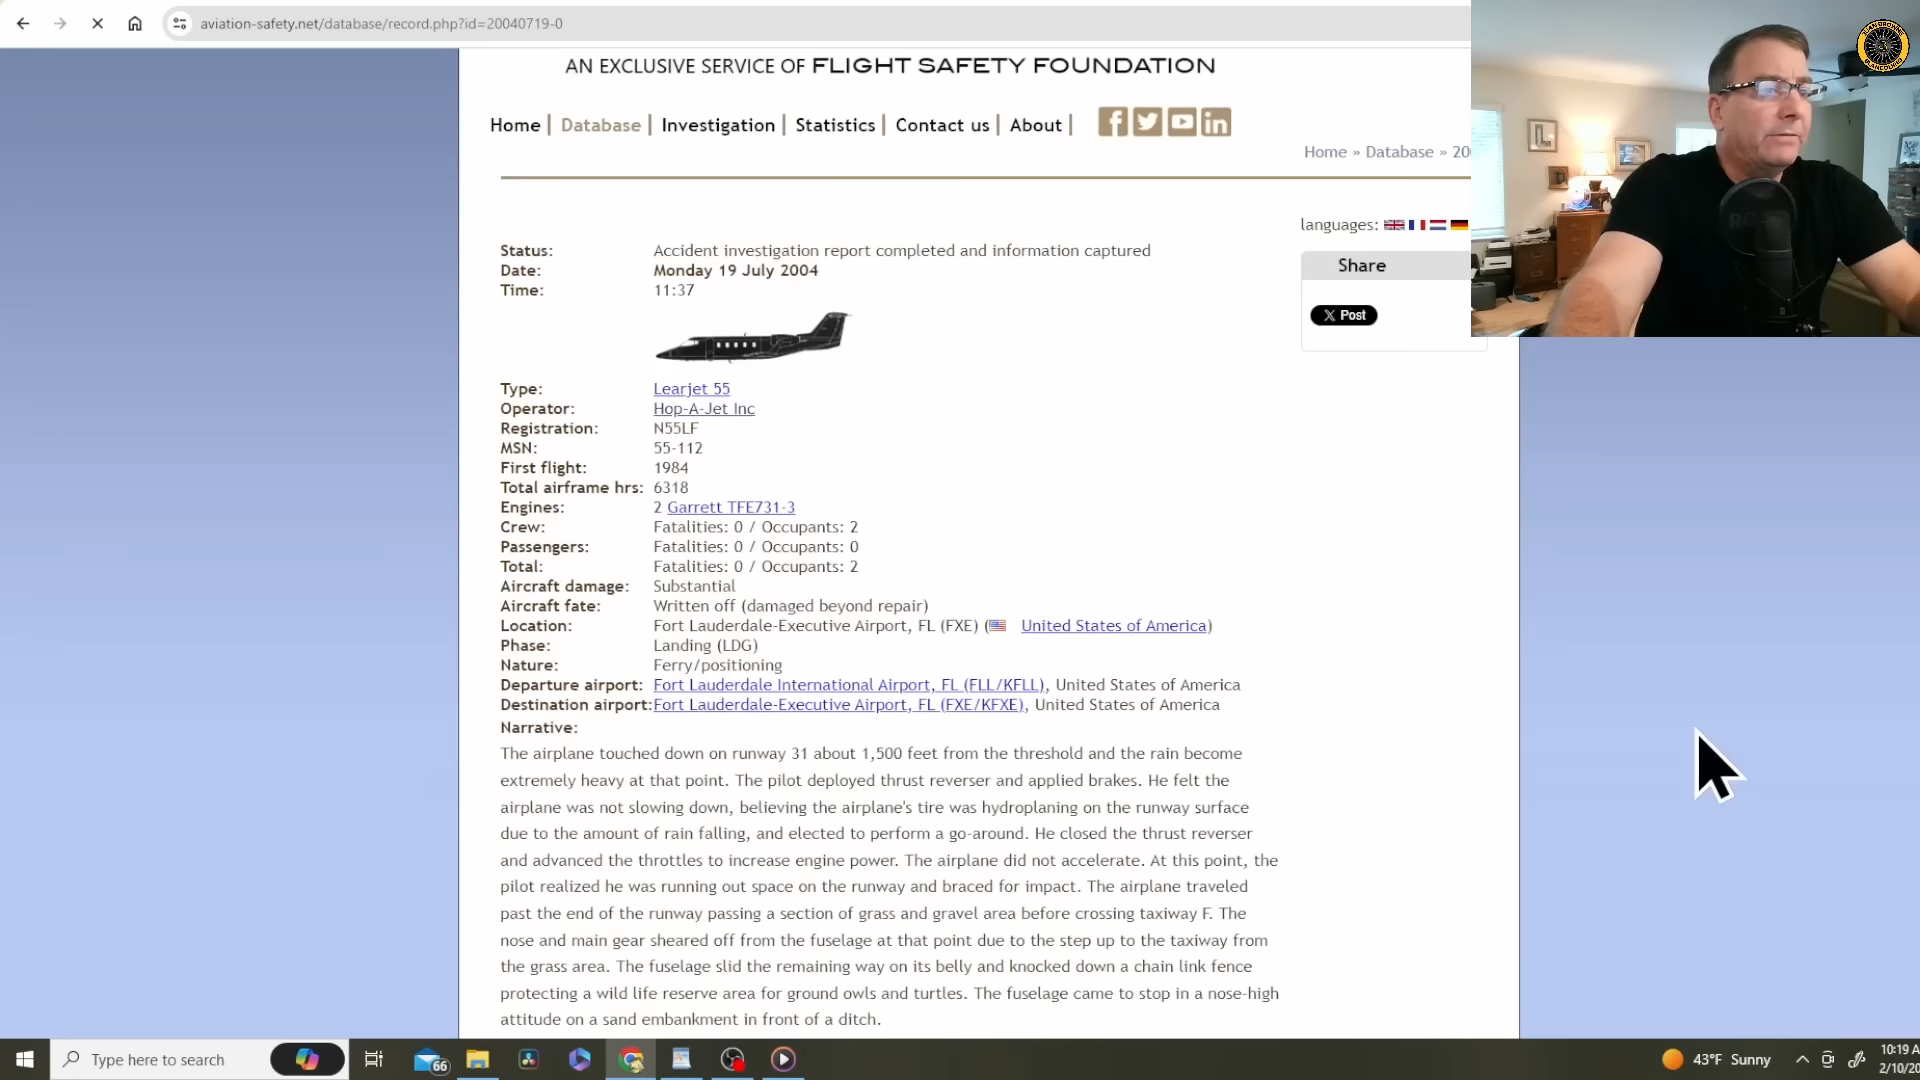 aviation-safety.net/database/record.php?id=20040719-0
AN EXCLUSIVE SERVICE OF FLIGHT SAFETY FOUNDATION
Home | Database | Investigation | Statistics | Contact us | About |
Home » Database » 20
languages:
Share
X Post
Status: Accident investigation report completed and information captured
Date: Monday 19 July 2004
Time: 11:37
Type: Learjet 55
Operator: Hop-A-Jet Inc
Registration: N55LF
MSN: 55-112
First flight: 1984
Total airframe hrs: 6318
Engines: 2 Garrett TFE731-3
Crew: Fatalities: 0 / Occupants: 2
Passengers: Fatalities: 0 / Occupants: 0
Total: Fatalities: 0 / Occupants: 2
Aircraft damage: Substantial
Aircraft fate: Written off (damaged beyond repair)
Location: Fort Lauderdale-Executive Airport, FL (FXE) ( United States of America)
Phase: Landing (LDG)
Nature: Ferry/positioning
Departure airport: Fort Lauderdale International Airport, FL (FLL/KFLL), United States of America
Destination airport: Fort Lauderdale-Executive Airport, FL (FXE/KFXE), United States of America
Narrative:
The airplane touched down on runway 31 about 1,500 feet from the threshold and the rain become
extremely heavy at that point. The pilot deployed thrust reverser and applied brakes. He felt the
airplane was not slowing down, believing the airplane's tire was hydroplaning on the runway surface
due to the amount of rain falling, and elected to perform a go-around. He closed the thrust reverser
and advanced the throttles to increase engine power. The airplane did not accelerate. At this point, the
pilot realized he was running out space on the runway and braced for impact. The airplane traveled
past the end of the runway passing a section of grass and gravel area before crossing taxiway F. The
nose and main gear sheared off from the fuselage at that point due to the step up to the taxiway from
the grass area. The fuselage slid the remaining way on its belly and knocked down a chain link fence
protecting a wild life reserve area for ground owls and turtles. The fuselage came to stop in a nose-high
attitude on a sand embankment in front of a ditch.
Type here to search
66
43°F Sunny
10:19 A
2/10/20